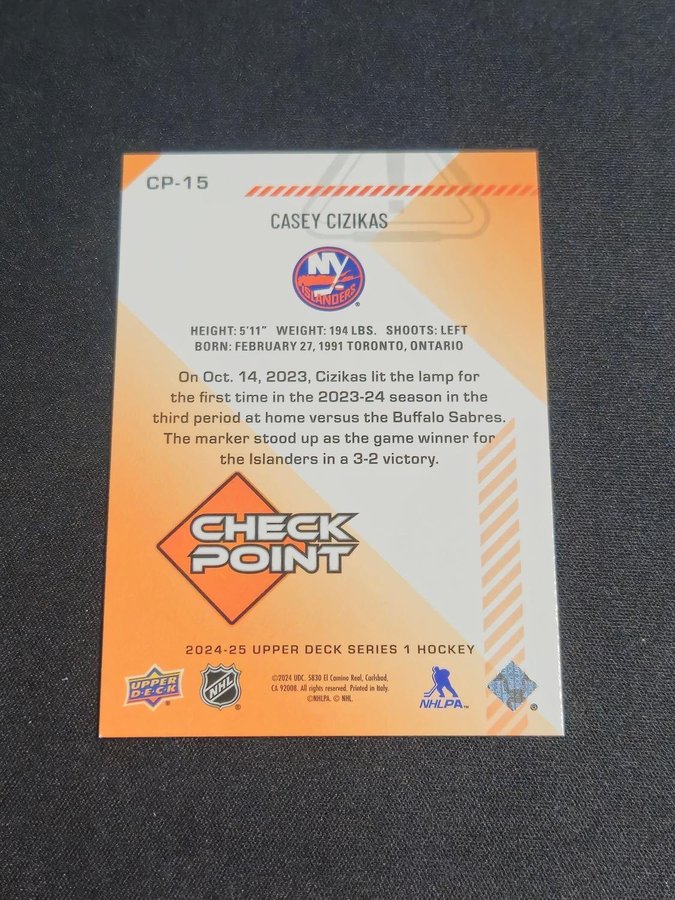 CP-15
CASEY CIZIKAS
NY
ISLANDERS
®
HEIGHT: 5'11" WEIGHT: 194 LBS. SHOOTS: LEFT
BORN: FEBRUARY 27, 1991 TORONTO, ONTARIO
On Oct. 14, 2023, Cizikas lit the lamp for
the first time in the 2023-24 season in the
third period at home versus the Buffalo Sabres.
The marker stood up as the game winner for
the Islanders in a 3-2 victory.
CHECK
POINT
2024-25 UPPER DECK SERIES 1 HOCKEY
UPPER
DECK
®
NHL
®
©2024 UDC. 5830 El Camino Real, Carlsbad,
CA 92008. All rights reserved. Printed in Italy.
©NHLPA. © NHL.
NHLPA™
®